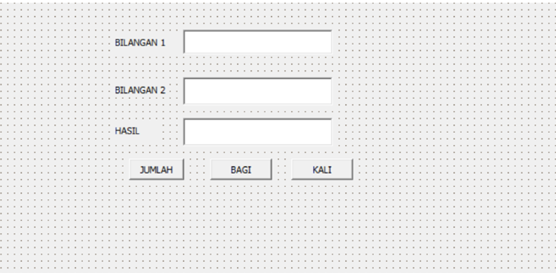 BILANGAN 1
BILANGAN 2
HASIL
JUMLAH BAGI KALI